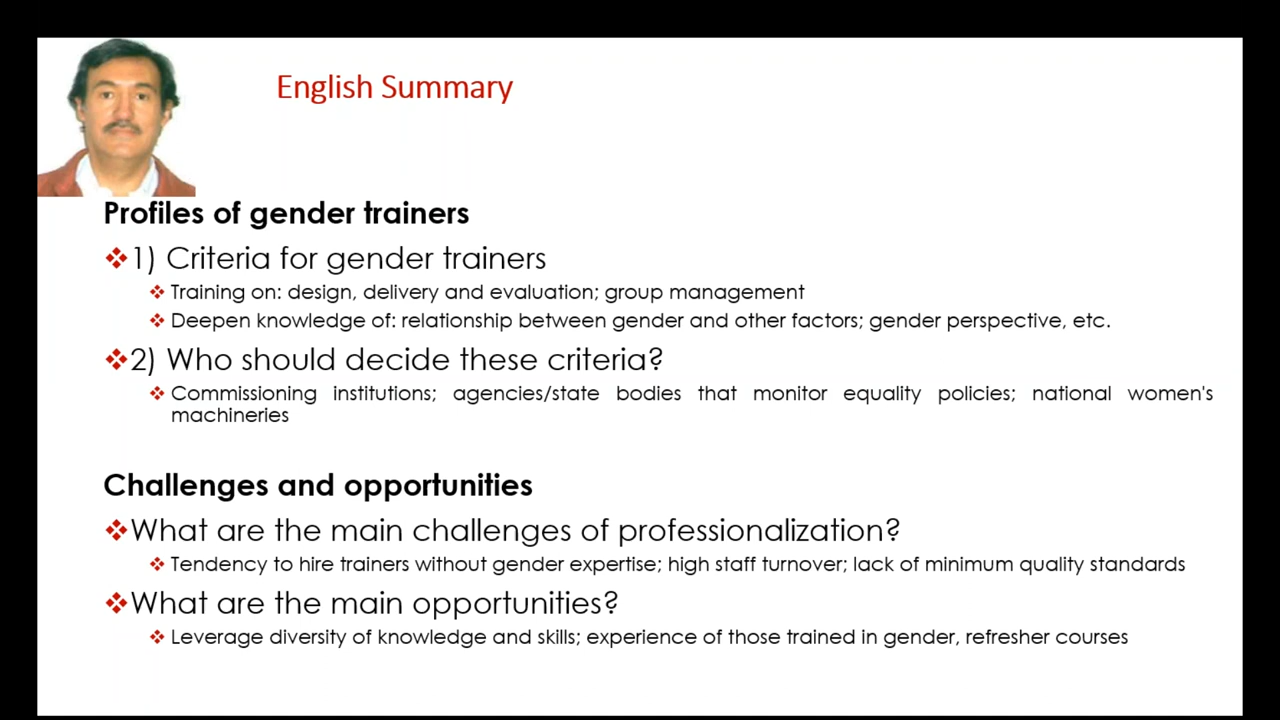 English Summary
Profiles of gender trainers
❖1) Criteria for gender trainers
❖ Training on: design, delivery and evaluation; group management
❖ Deepen knowledge of: relationship between gender and other factors; gender perspective, etc.
❖2) Who should decide these criteria?
❖ Commissioning institutions; agencies/state bodies that monitor equality policies; national women's
machineries
Challenges and opportunities
❖What are the main challenges of professionalization?
❖ Tendency to hire trainers without gender expertise; high staff turnover; lack of minimum quality standards
❖What are the main opportunities?
❖ Leverage diversity of knowledge and skills; experience of those trained in gender, refresher courses